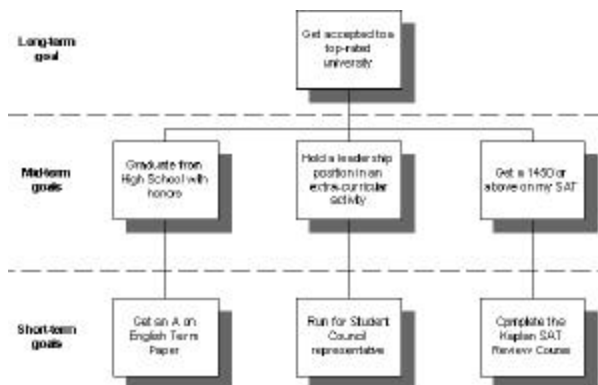 Long-term
goal
Get accepted to a
top-rated
university
Mid-term
goals
Graduate from
High School with
honors
Hold a leadership
position in an
extra-curricular
activity
Get a 1450 or
above on my SAT
Short-term
goals
Get an A on
English Term
Paper
Run for Student
Council
representative
Complete the
Kaplan SAT
Review Course